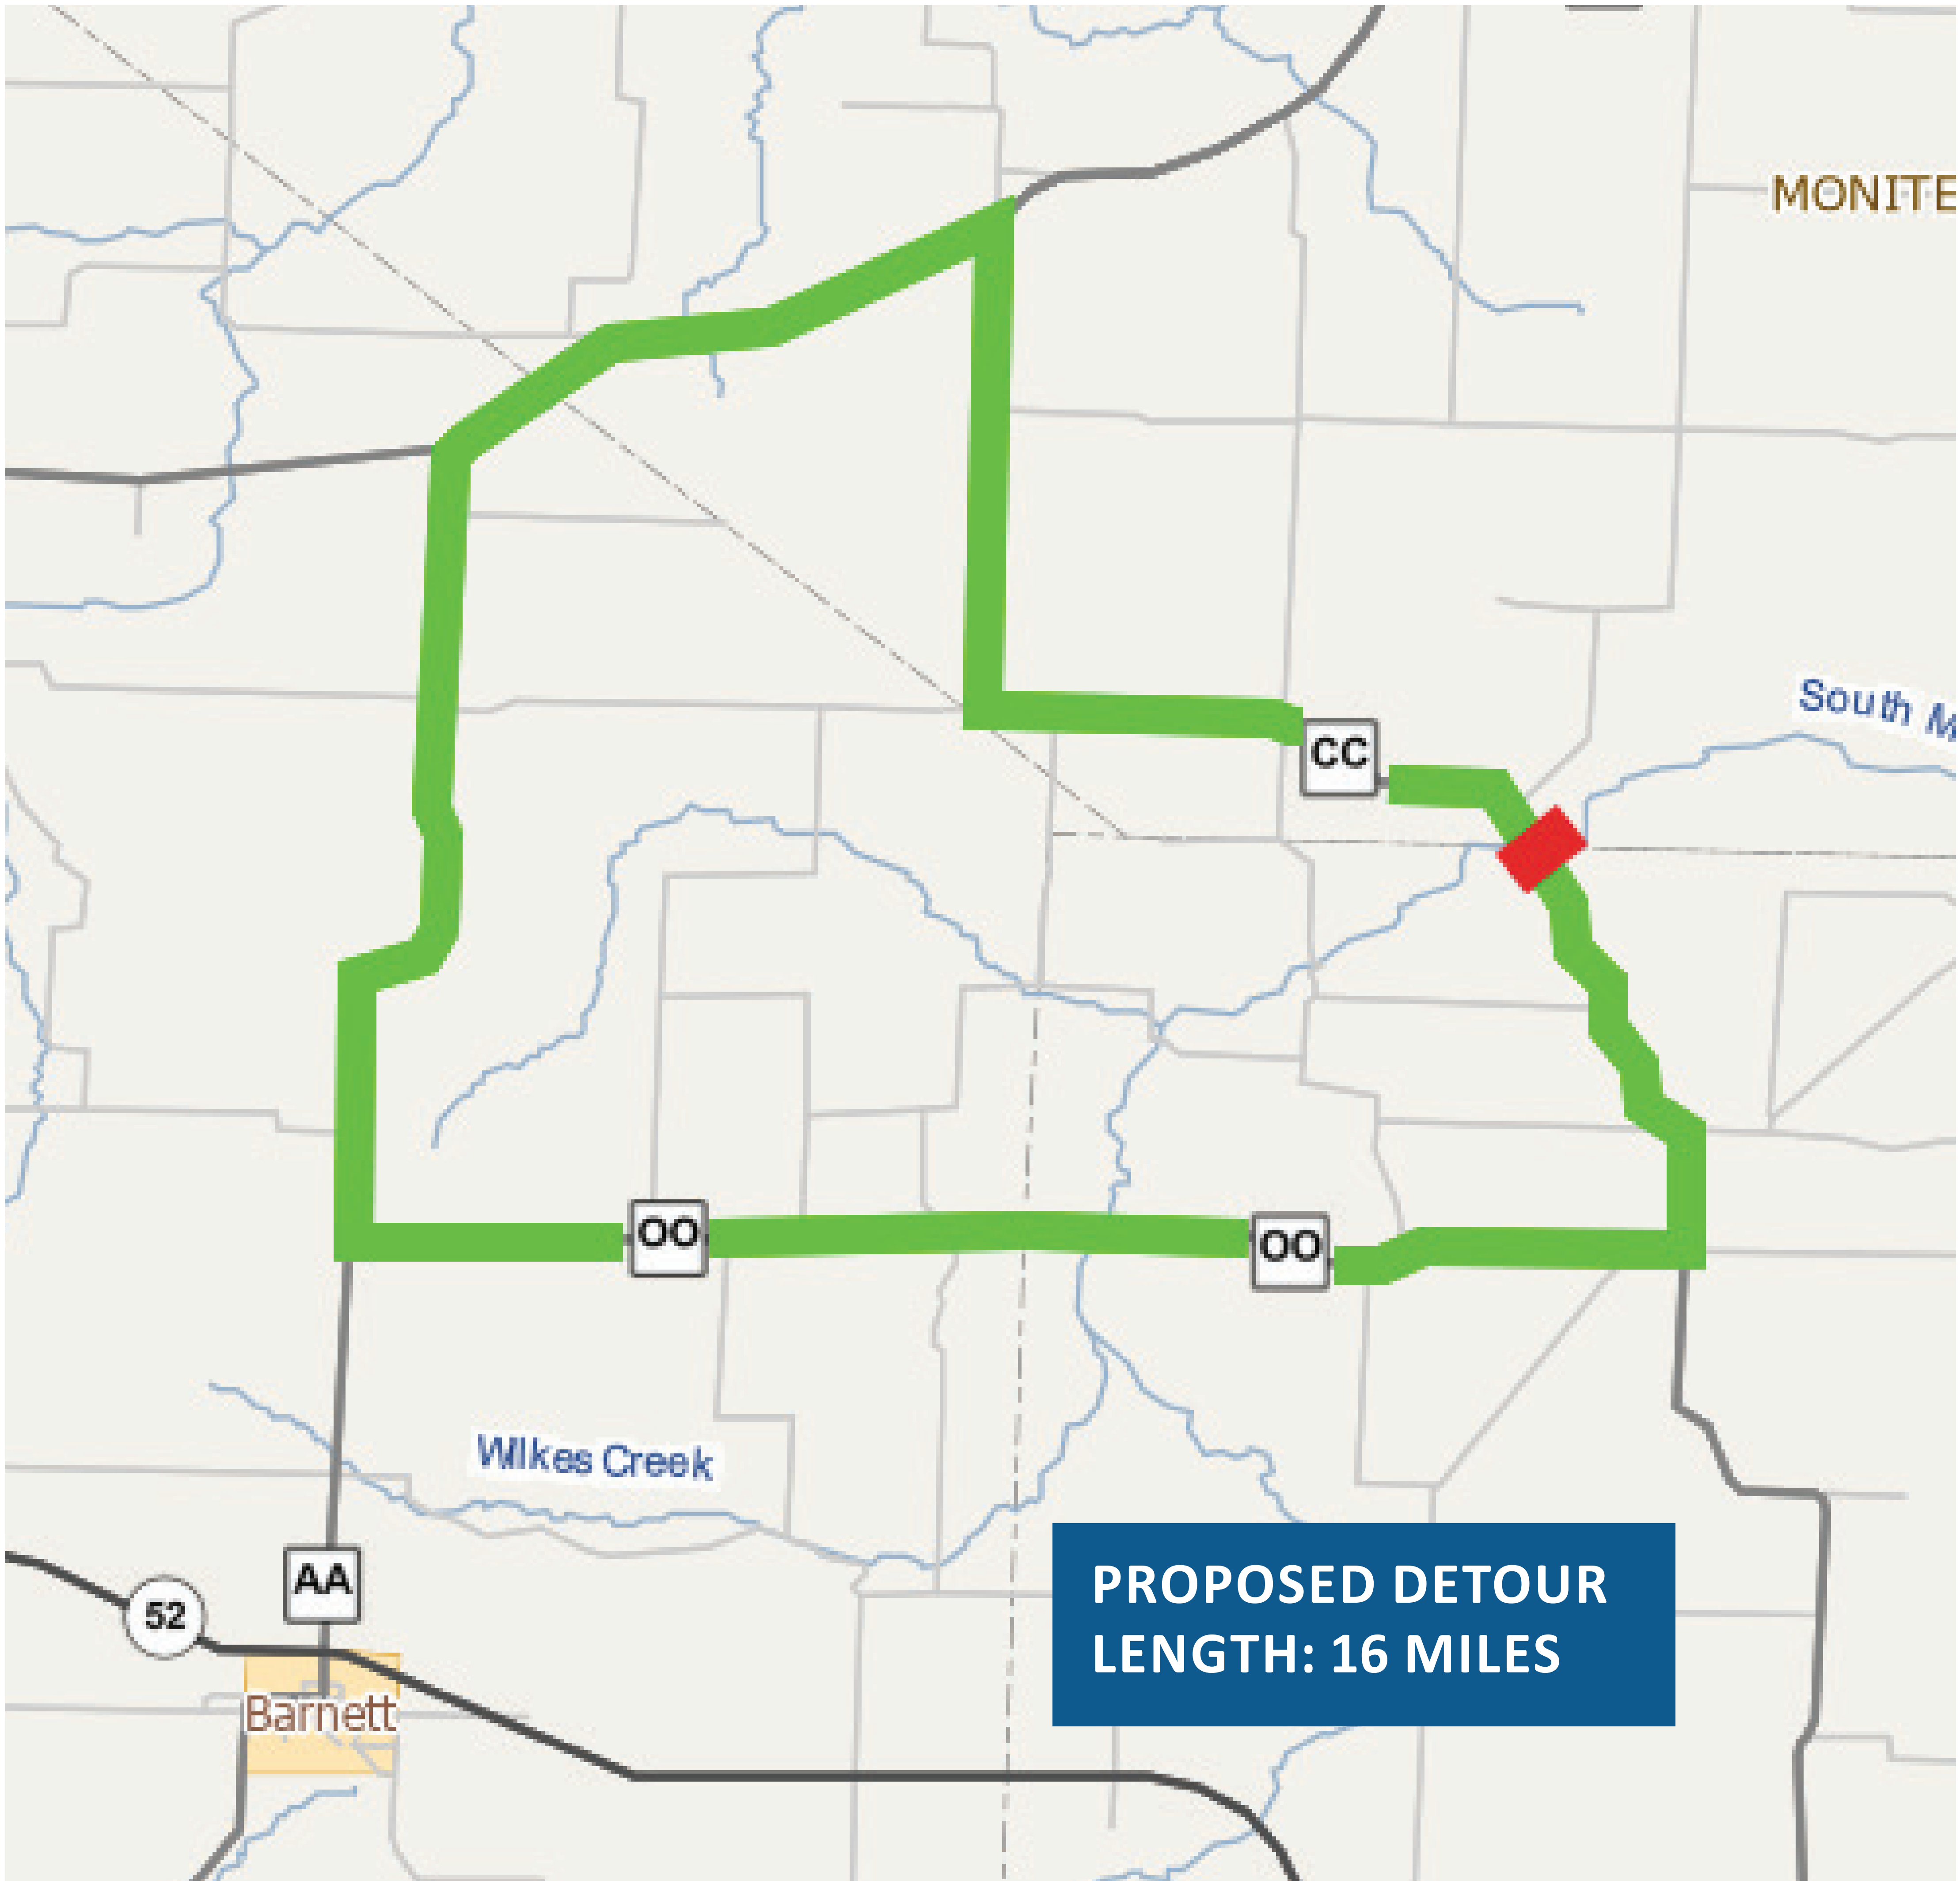 MONITE
South M
CC
OO
OO
Wilkes Creek
AA
52
Barnett
PROPOSED DETOUR
LENGTH: 16 MILES